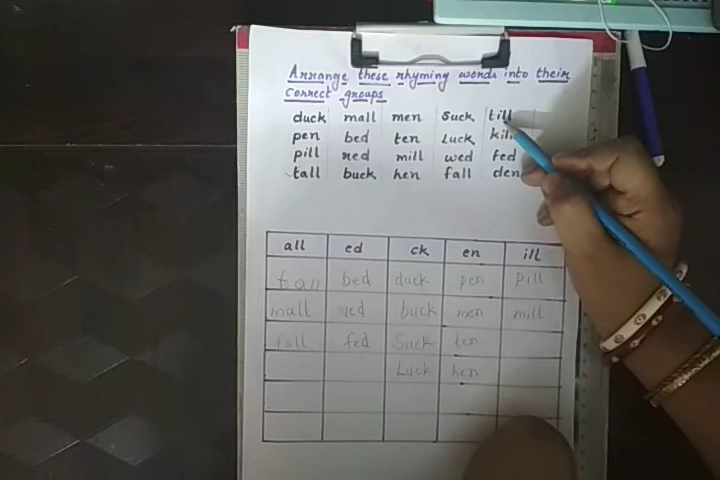 Arrange these rhyming words into their
correct groups
duck mall men suck till
pen bed ten Luck kill
pill red mill wed fed
tall buck hen fall den
all ed ck en ill
tall bed duck pen pill
mall red buck men mill
fall fed suck ten
Luck hen